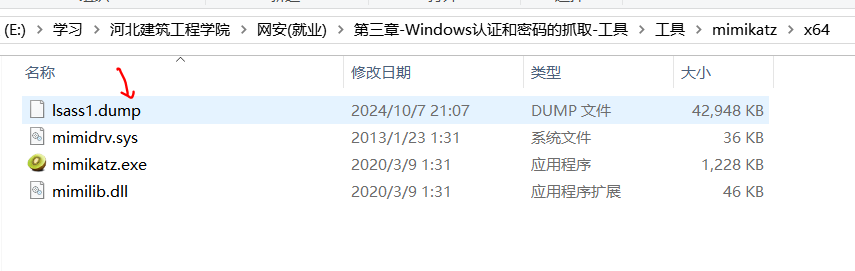 (E:) > 学习 > 河北建筑工程学院 > 网安(就业) > 第三章-Windows认证和密码的抓取-工具 > 工具 > mimikatz > x64
名称 修改日期 类型 大小
lsass1.dump 2024/10/7 21:07 DUMP 文件 42,948 KB
mimidrv.sys 2013/1/23 1:31 系统文件 36 KB
mimikatz.exe 2020/3/9 1:31 应用程序 1,228 KB
mimilib.dll 2020/3/9 1:31 应用程序扩展 46 KB